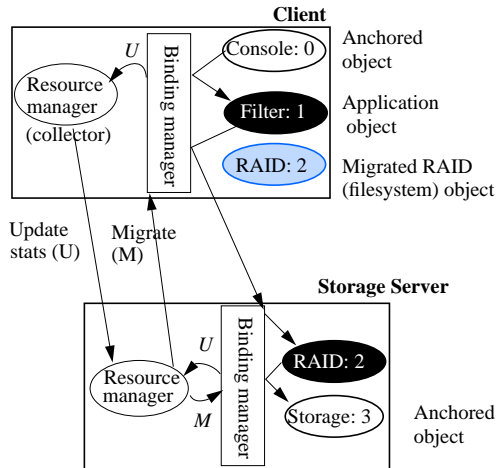 Client
Console: 0
Anchored
object
U
Resource
manager
(collector)
Binding manager
Filter: 1
Application
object
RAID: 2
Migrated RAID
(filesystem) object
Update
stats (U)
Migrate
(M)
Storage Server
Binding manager
U
RAID: 2
Resource
manager
M
Storage: 3
Anchored
object